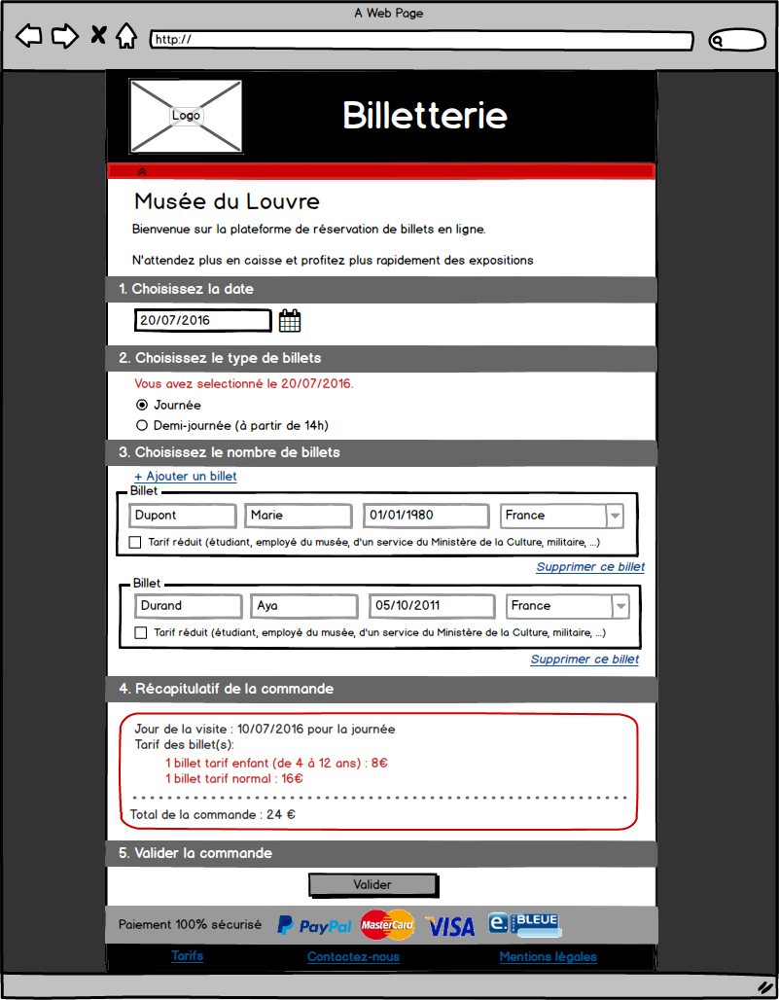 A Web Page
http://
Logo
Billetterie
Musée du Louvre
Bienvenue sur la plateforme de réservation de billets en ligne.
N'attendez plus en caisse et profitez plus rapidement des expositions
1. Choisissez la date
20/07/2016
2. Choisissez le type de billets
Vous avez selectionné le 20/07/2016.
Journée
Demi-journée (à partir de 14h)
3. Choisissez le nombre de billets
+ Ajouter un billet
Billet
Dupont Marie 01/01/1980 France
Tarif réduit (étudiant, employé du musée, d'un service du Ministère de la Culture, militaire, ...)
Supprimer ce billet
Billet
Durand Aya 05/10/2011 France
Tarif réduit (étudiant, employé du musée, d'un service du Ministère de la Culture, militaire, ...)
Supprimer ce billet
4. Récapitulatif de la commande
Jour de la visite : 10/07/2016 pour la journée
Tarif des billet(s):
1 billet tarif enfant (de 4 à 12 ans) : 8€
1 billet tarif normal : 16€
Total de la commande : 24 €
5. Valider la commande
Valider
Paiement 100% sécurisé PayPal MasterCard VISA e. BLEUE
Tarifs Contactez-nous Mentions légales